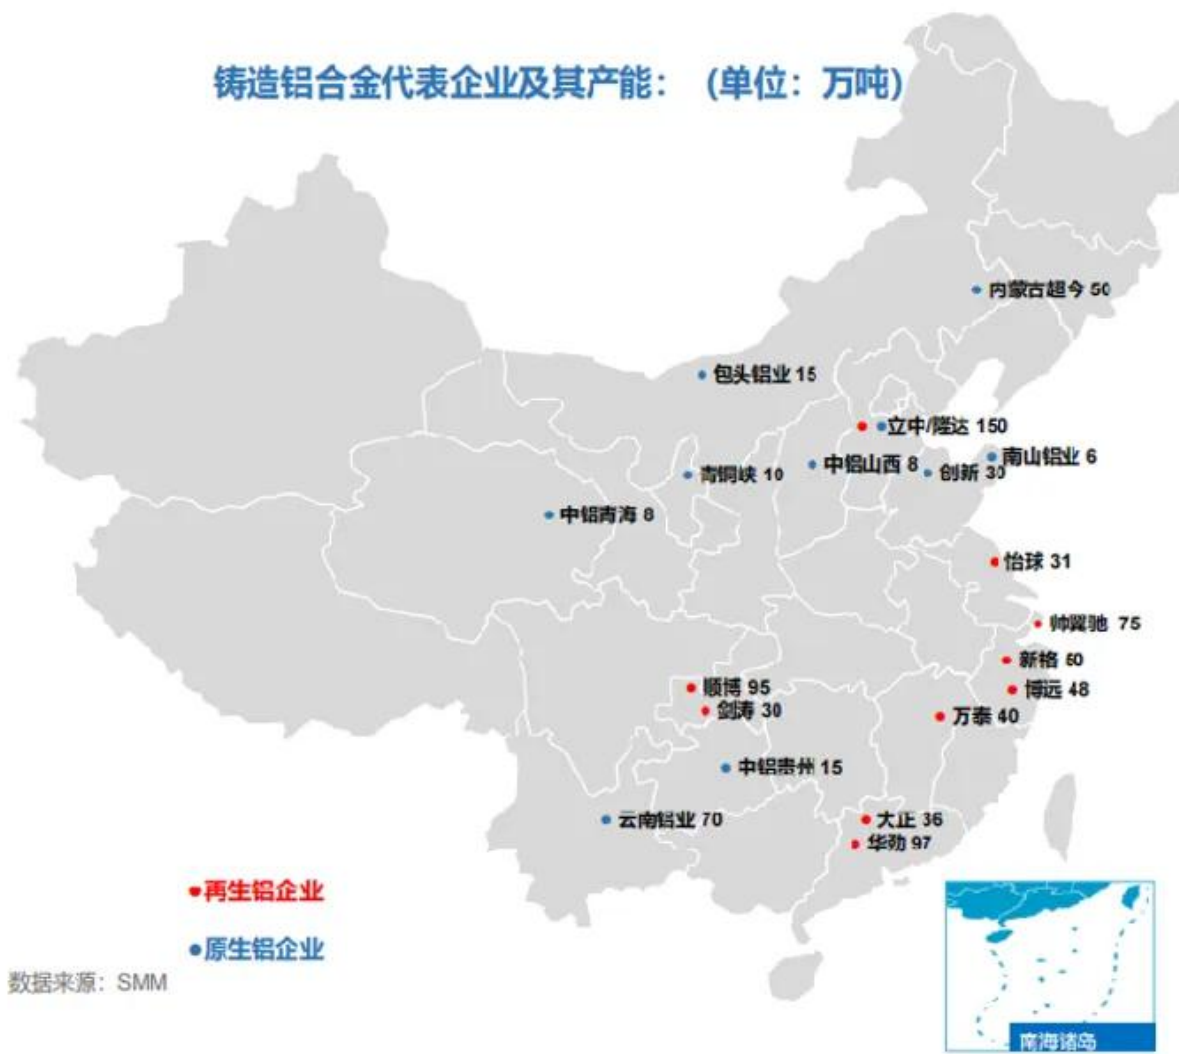 铸造铝合金代表企业及其产能：（单位：万吨）
内蒙古超今 50
包头铝业 15
立中/隆达 150
南山铝业 6
中铝山西 8
创新 30
青铜峡 10
中铝青海 8
怡球 31
帅翼驰 75
新格 60
顺博 95
博远 48
剑涛 30
万泰 40
中铝贵州 15
云南铝业 70
大正 36
华劲 97
再生铝企业
原生铝企业
数据来源：SMM
南海诸岛